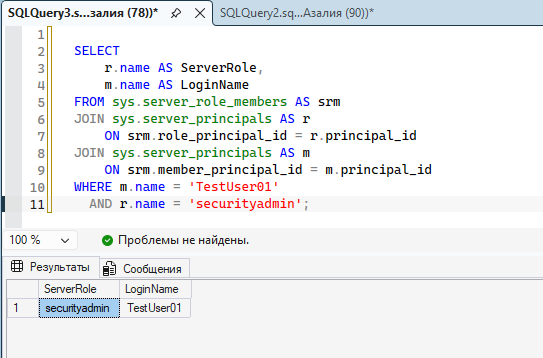 SQLQuery3.s...залия (78))* SQLQuery2.sq...Азалия (90))*
1
2 SELECT
3 r.name AS ServerRole,
4 m.name AS LoginName
5 FROM sys.server_role_members AS srm
6 JOIN sys.server_principals AS r
7 ON srm.role_principal_id = r.principal_id
8 JOIN sys.server_principals AS m
9 ON srm.member_principal_id = m.principal_id
10 WHERE m.name = 'TestUser01'
11 AND r.name = 'securityadmin';
100 % Проблемы не найдены.
Результаты Сообщения
ServerRole LoginName
1 securityadmin TestUser01